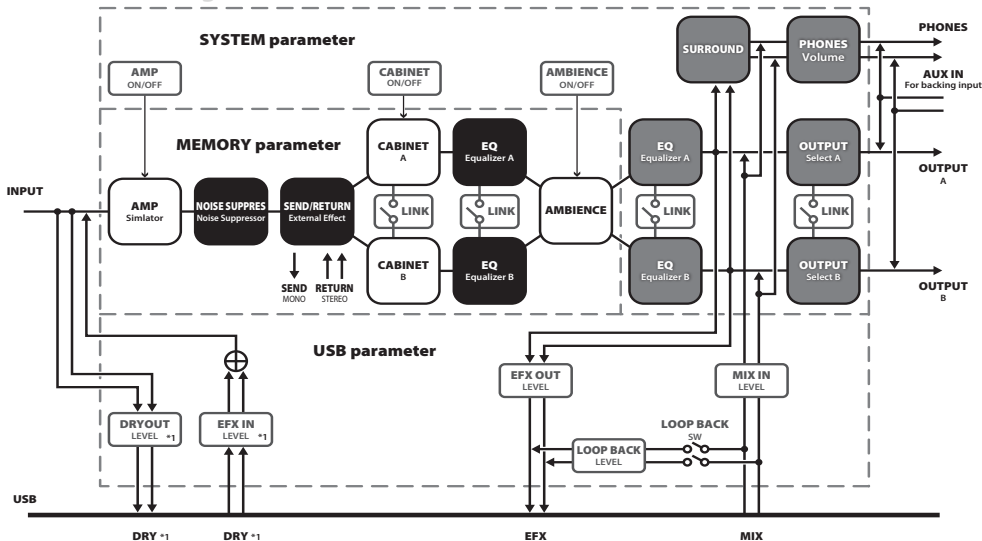 PHONES
SYSTEM parameter
SURROUND
PHONES
Volume
AMP
ON/OFF
CABINET
ON/OFF
AMBIENCE
ON/OFF
AUX IN
For backing input
MEMORY parameter
CABINET
A
EQ
Equalizer A
EQ
Equalizer A
OUTPUT
Select A
OUTPUT
A
INPUT
AMP
Simlator
NOISE SUPPRES
Noise Suppressor
SEND/RETURN
External Effect
LINK
LINK
AMBIENCE
LINK
LINK
CABINET
B
EQ
Equalizer B
EQ
Equalizer B
OUTPUT
Select B
OUTPUT
B
SEND
MONO
RETURN
STEREO
USB parameter
EFX OUT
LEVEL
MIX IN
LEVEL
DRYOUT
LEVEL *1
EFX IN
LEVEL *1
LOOP BACK
SW
LOOP BACK
LEVEL
USB
DRY *1
DRY *1
EFX
MIX